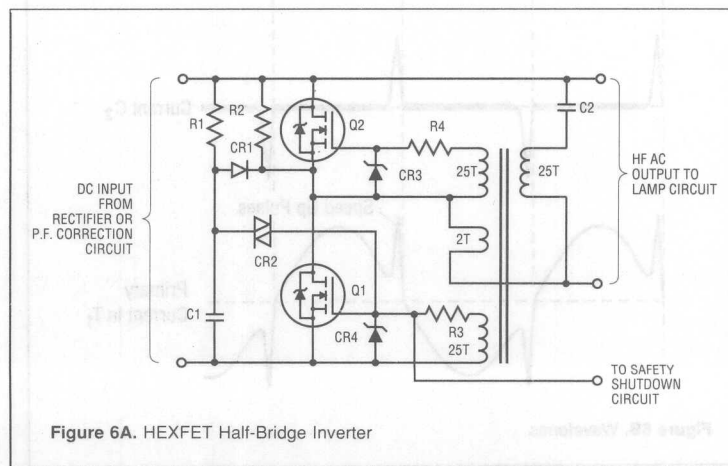 R1
R2
CR1
Q2
R4
C2
25T
25T
CR3
DC INPUT
FROM
RECTIFIER OR
P.F. CORRECTION
CIRCUIT
HF AC
OUTPUT TO
LAMP CIRCUIT
2T
CR2
Q1
C1
CR4
R3
25T
TO SAFETY
SHUTDOWN
CIRCUIT
Figure 6A. HEXFET Half-Bridge Inverter
Current C2
Speed up Pulses
Primary
Current in T1
Figure 6B. Waveforms